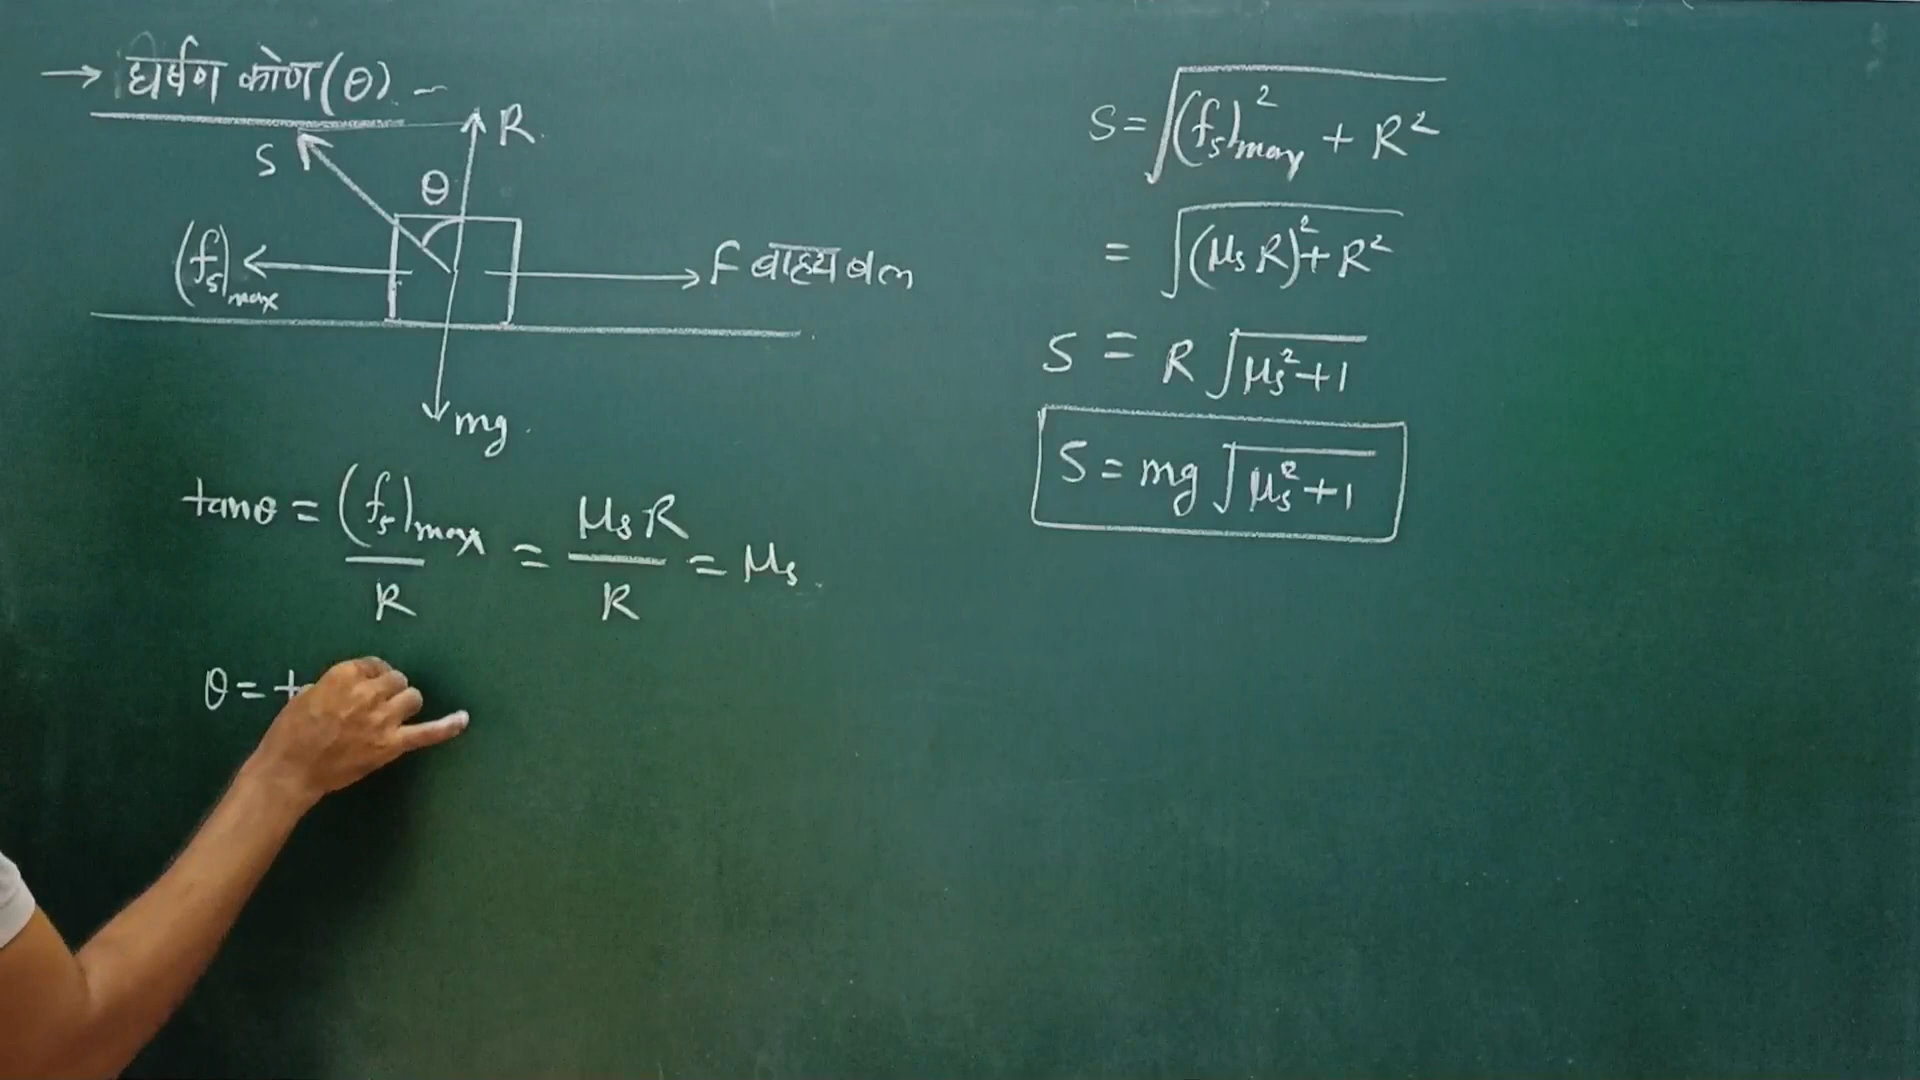 → घर्षण कोण (θ) –
R
S
θ
(fs)max
F बाह्य बल
mg
tanθ = (fs)max / R = μs R / R = μs
θ = t
S = √((fs)²max + R²)
= √((μs R)² + R²)
S = R √(μs² + 1)
S = mg √(μs² + 1)